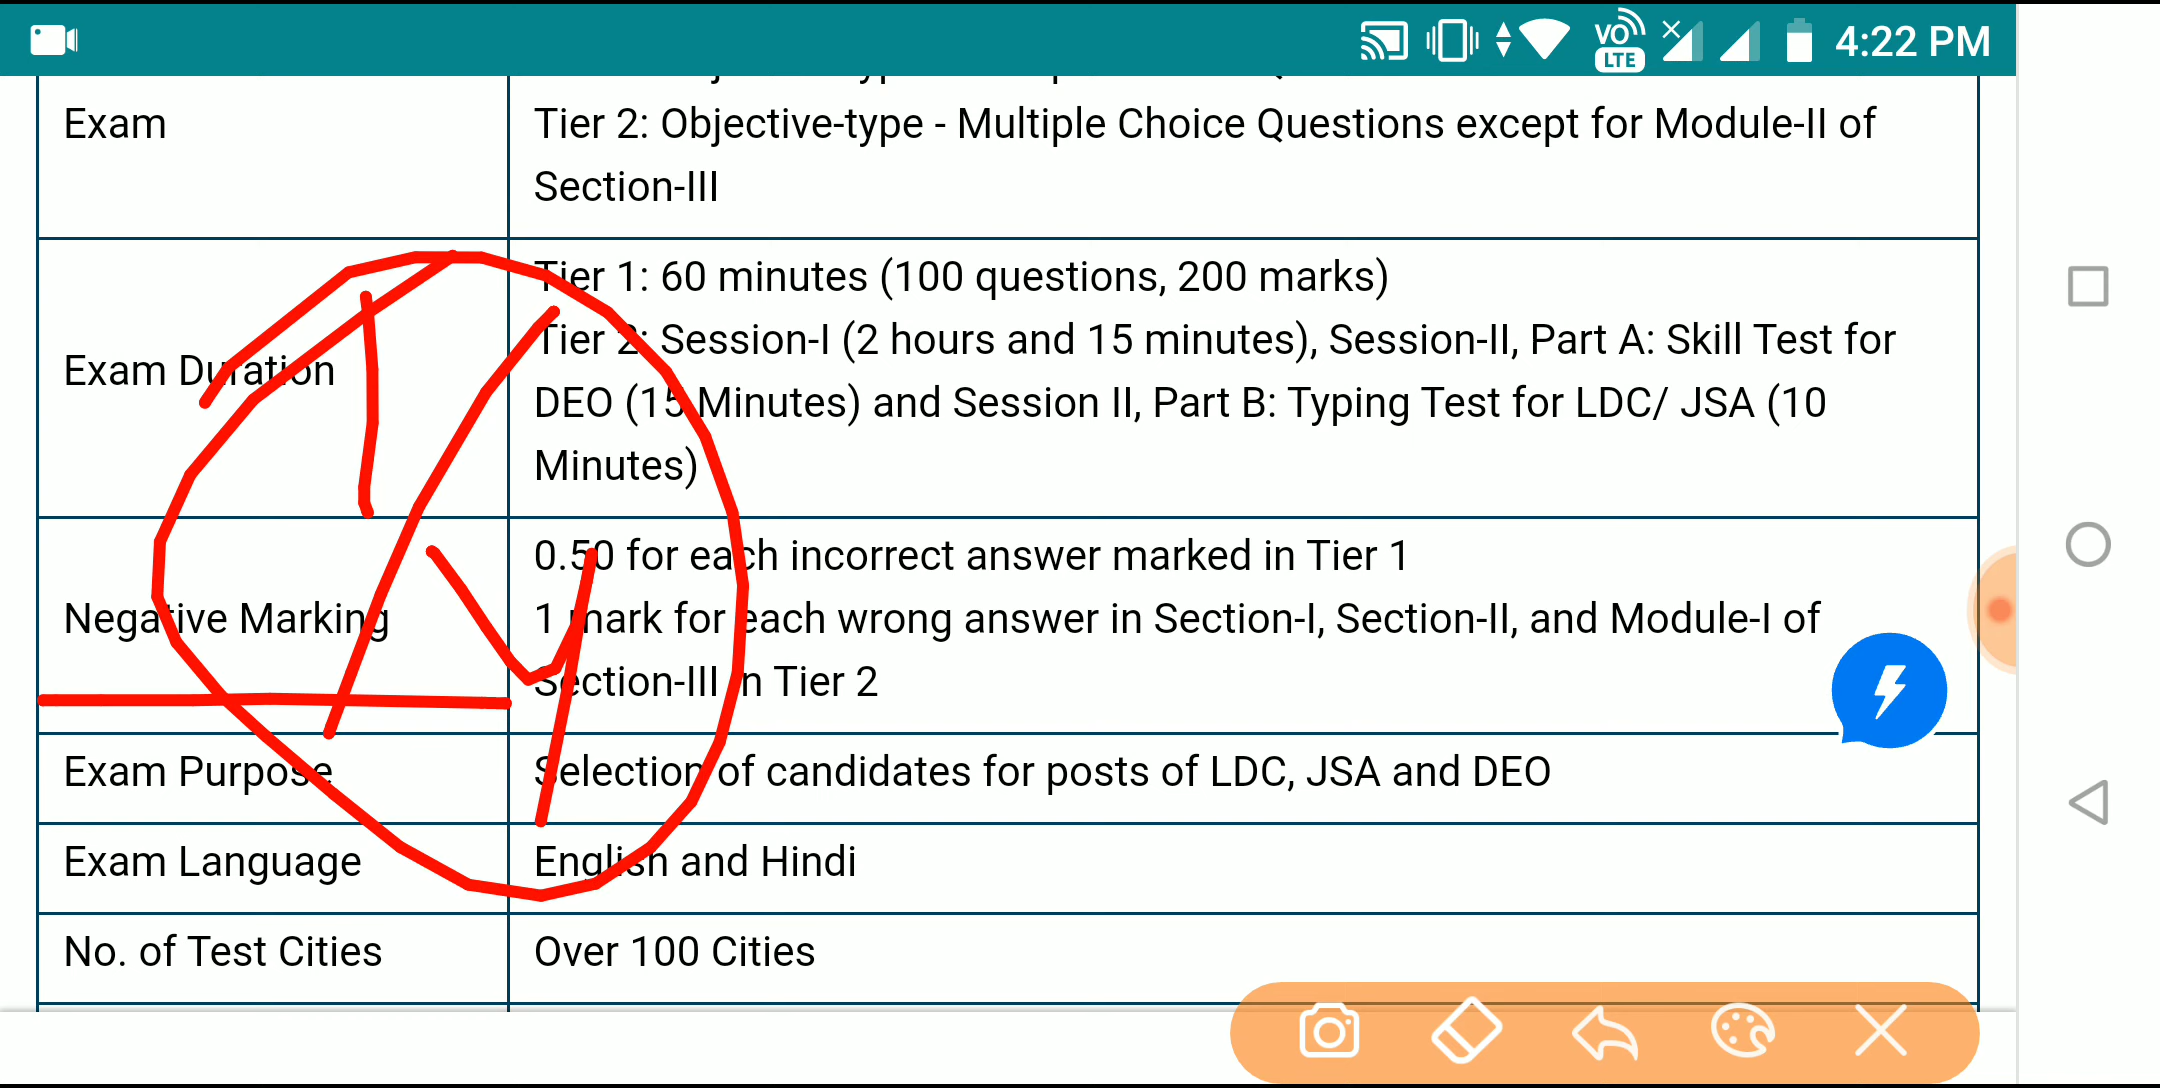 VO LTE 4:22 PM
Exam
Tier 2: Objective-type - Multiple Choice Questions except for Module-II of
Section-III
Exam Duration
Tier 1: 60 minutes (100 questions, 200 marks)
Tier 2: Session-I (2 hours and 15 minutes), Session-II, Part A: Skill Test for
DEO (15 Minutes) and Session II, Part B: Typing Test for LDC/ JSA (10
Minutes)
Negative Marking
0.50 for each incorrect answer marked in Tier 1
1 mark for each wrong answer in Section-I, Section-II, and Module-I of
Section-III in Tier 2
Exam Purpose
Selection of candidates for posts of LDC, JSA and DEO
Exam Language
English and Hindi
No. of Test Cities
Over 100 Cities
1/4